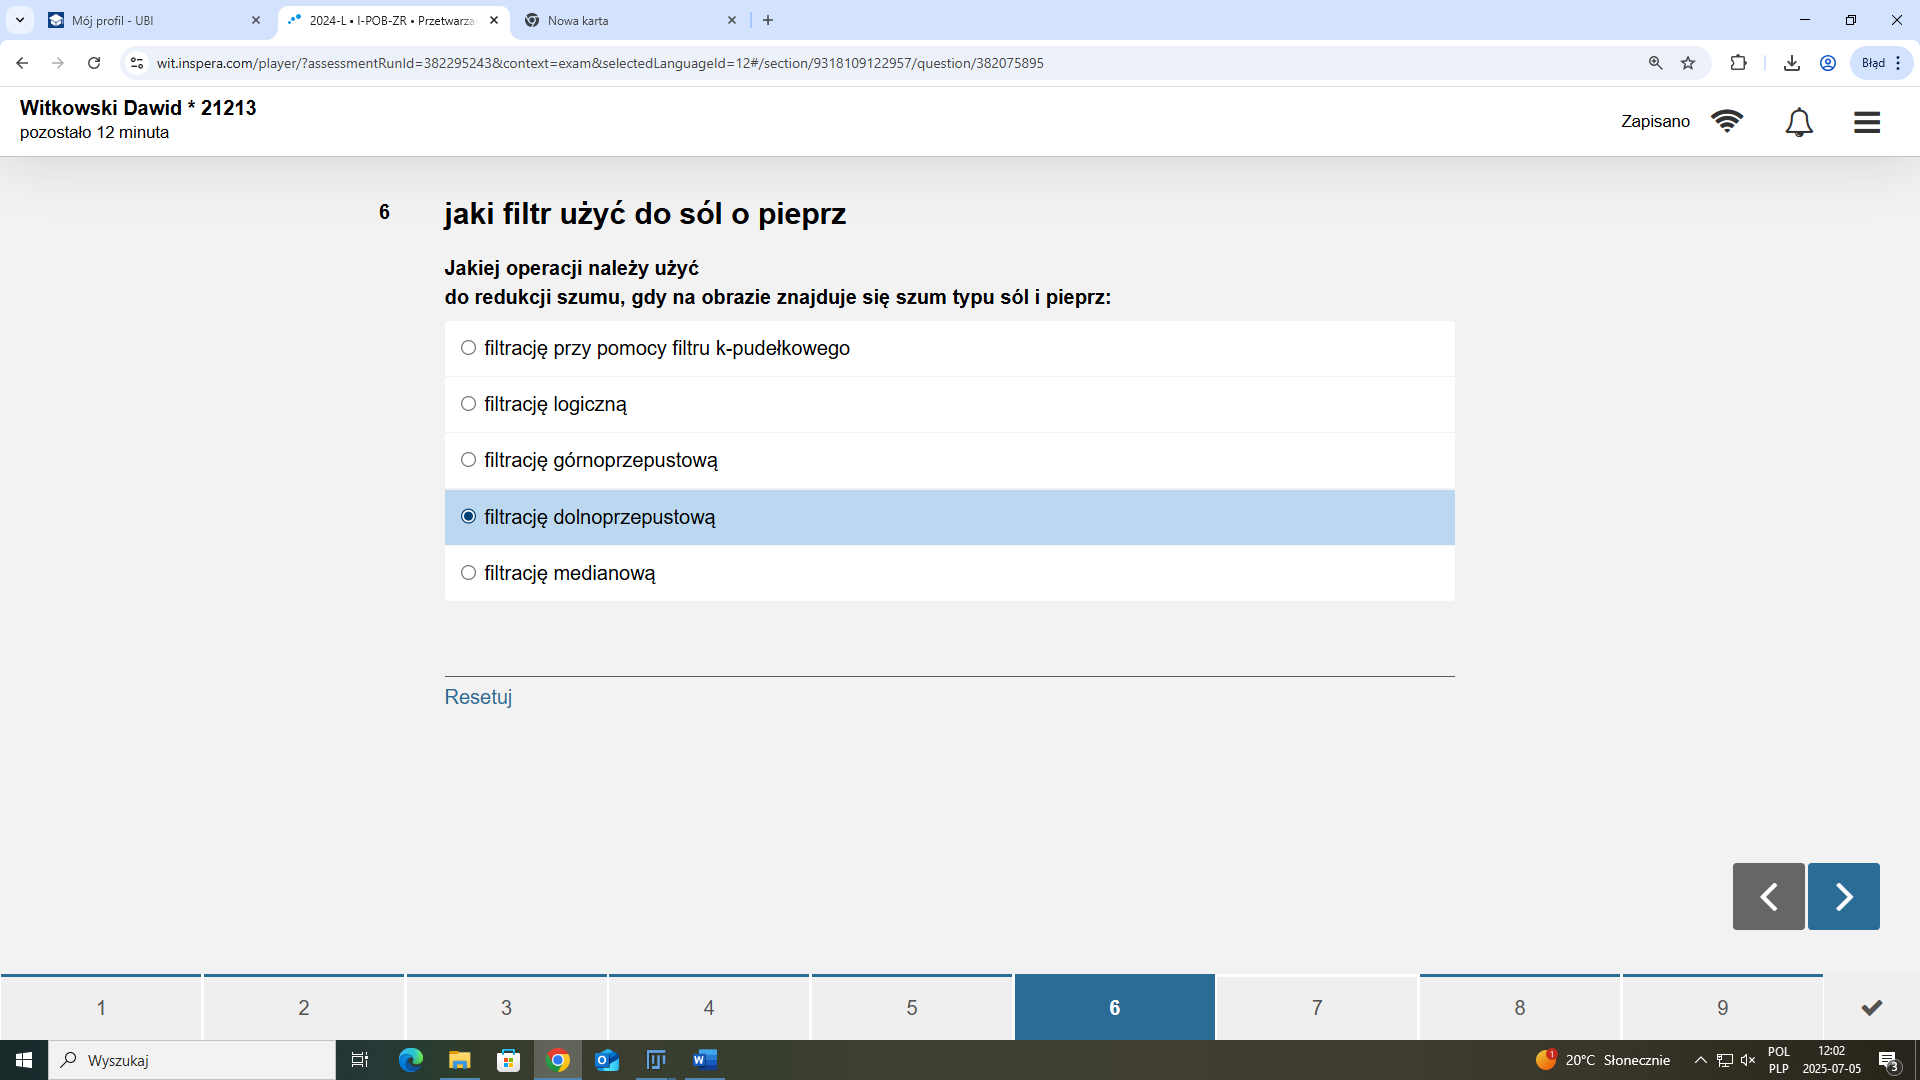 Mój profil - UBI
2024-L • I-POB-ZR • Przetwarza
Nowa karta
wit.inspera.com/player/?assessmentRunId=382295243&context=exam&selectedLanguageId=12#/section/9318109122957/question/382075895
Błąd
Witkowski Dawid * 21213
pozostało 12 minuta
Zapisano
6 jaki filtr użyć do sól o pieprz
Jakiej operacji należy użyć
do redukcji szumu, gdy na obrazie znajduje się szum typu sól i pieprz:
filtrację przy pomocy filtru k-pudełkowego
filtrację logiczną
filtrację górnoprzepustową
filtrację dolnoprzepustową
filtrację medianową
Resetuj
1 2 3 4 5 6 7 8 9
Wyszukaj
1
20°C Słonecznie
POL
PLP
12:02
2025-07-05
3